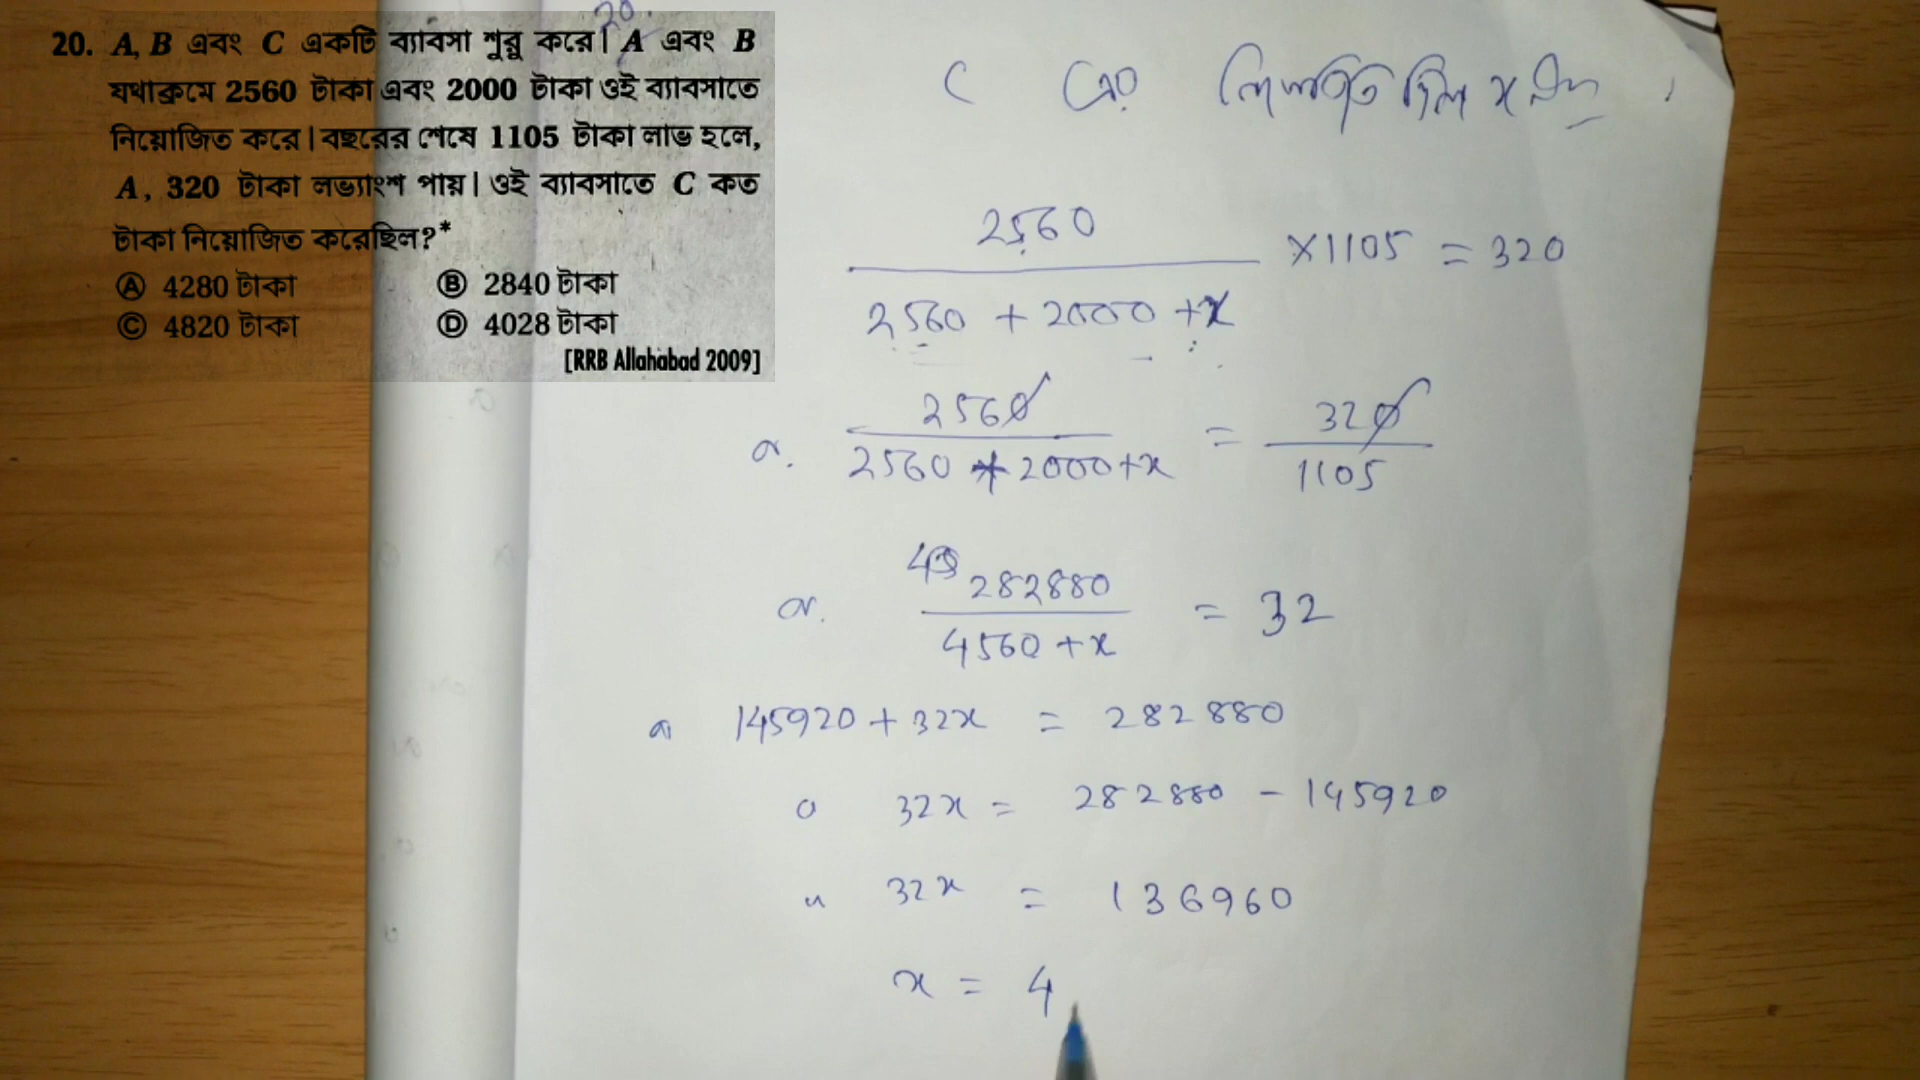 20.
20. A, B এবং C একটি ব্যাবসা শুরু করে। A এবং B
যথাক্রমে 2560 টাকা এবং 2000 টাকা ওই ব্যাবসাতে
নিয়োজিত করে। বছরের শেষে 1105 টাকা লাভ হলে,
A, 320 টাকা লভ্যাংশ পায়। ওই ব্যাবসাতে C কত
টাকা নিয়োজিত করেছিল?*
Ⓐ 4280 টাকা Ⓑ 2840 টাকা
Ⓒ 4820 টাকা Ⓓ 4028 টাকা
[RRB Allahabad 2009]
C এর ছিল x
2560
× 1105 = 320
2560 + 2000 + x
2560 320
=
2560 + 2000 + x 1105
282880
= 32
4560 + x
145920 + 32x = 282880
32x = 282880 - 145920
32x = 136960
x = 4